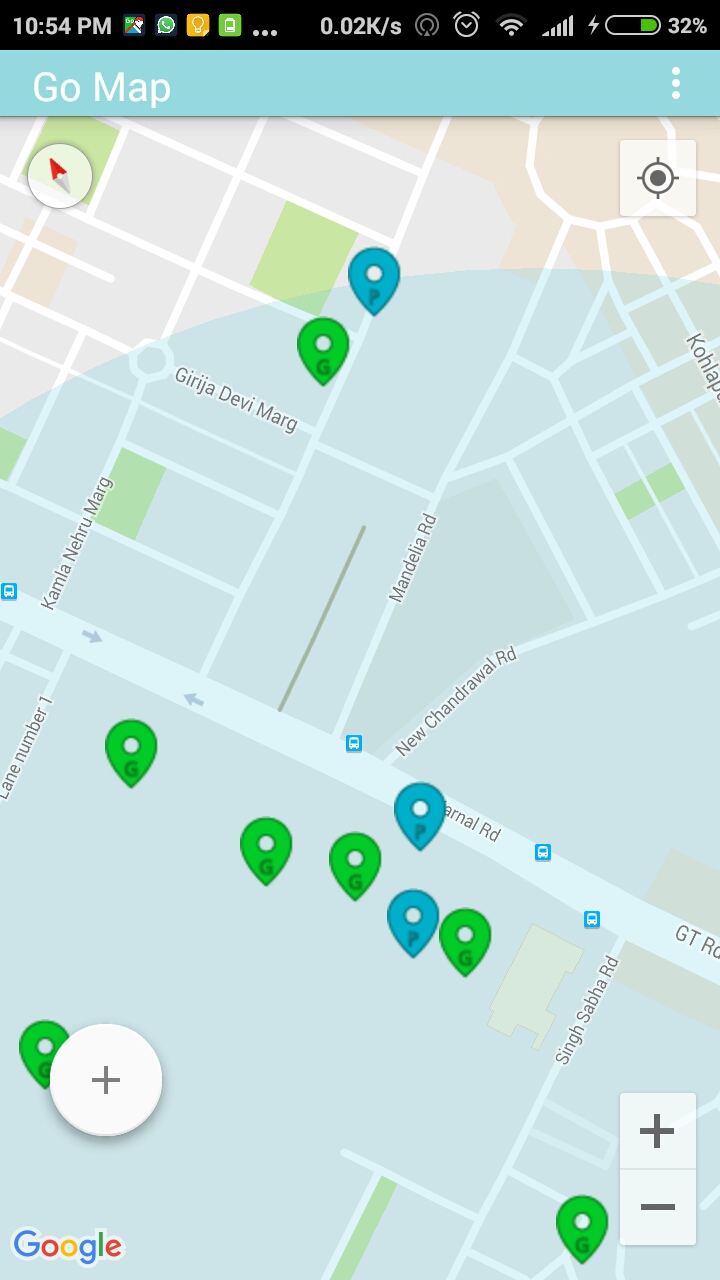 10:54 PM ... 0.02K/s 32%
Go Map
P
G
Kohlapu
Girija Devi Marg
Kamla Nehru Marg
Mandelia Rd
New Chandrawal Rd
Lane number 1
G
P
arnal Rd
G
G
P
G
GT Rd
Singh Sabha Rd
G
+
+
−
G
Google